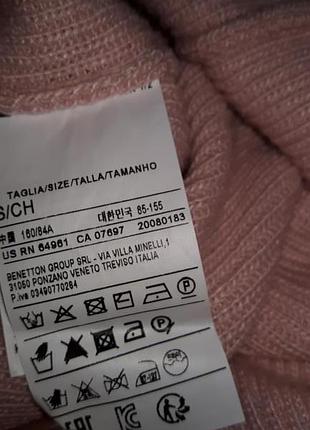 TAGLIA/SIZE/TALLA/TAMANHO
S/CH
中國 160/84A 대한민국 85-155
US RN 64961 CA 07697 20080183
BENETTON GROUP SRL - VIA VILLA MINELLI,1
31050 PONZANO VENETO TREVISO ITALIA
P.iva 03490770264
P
P